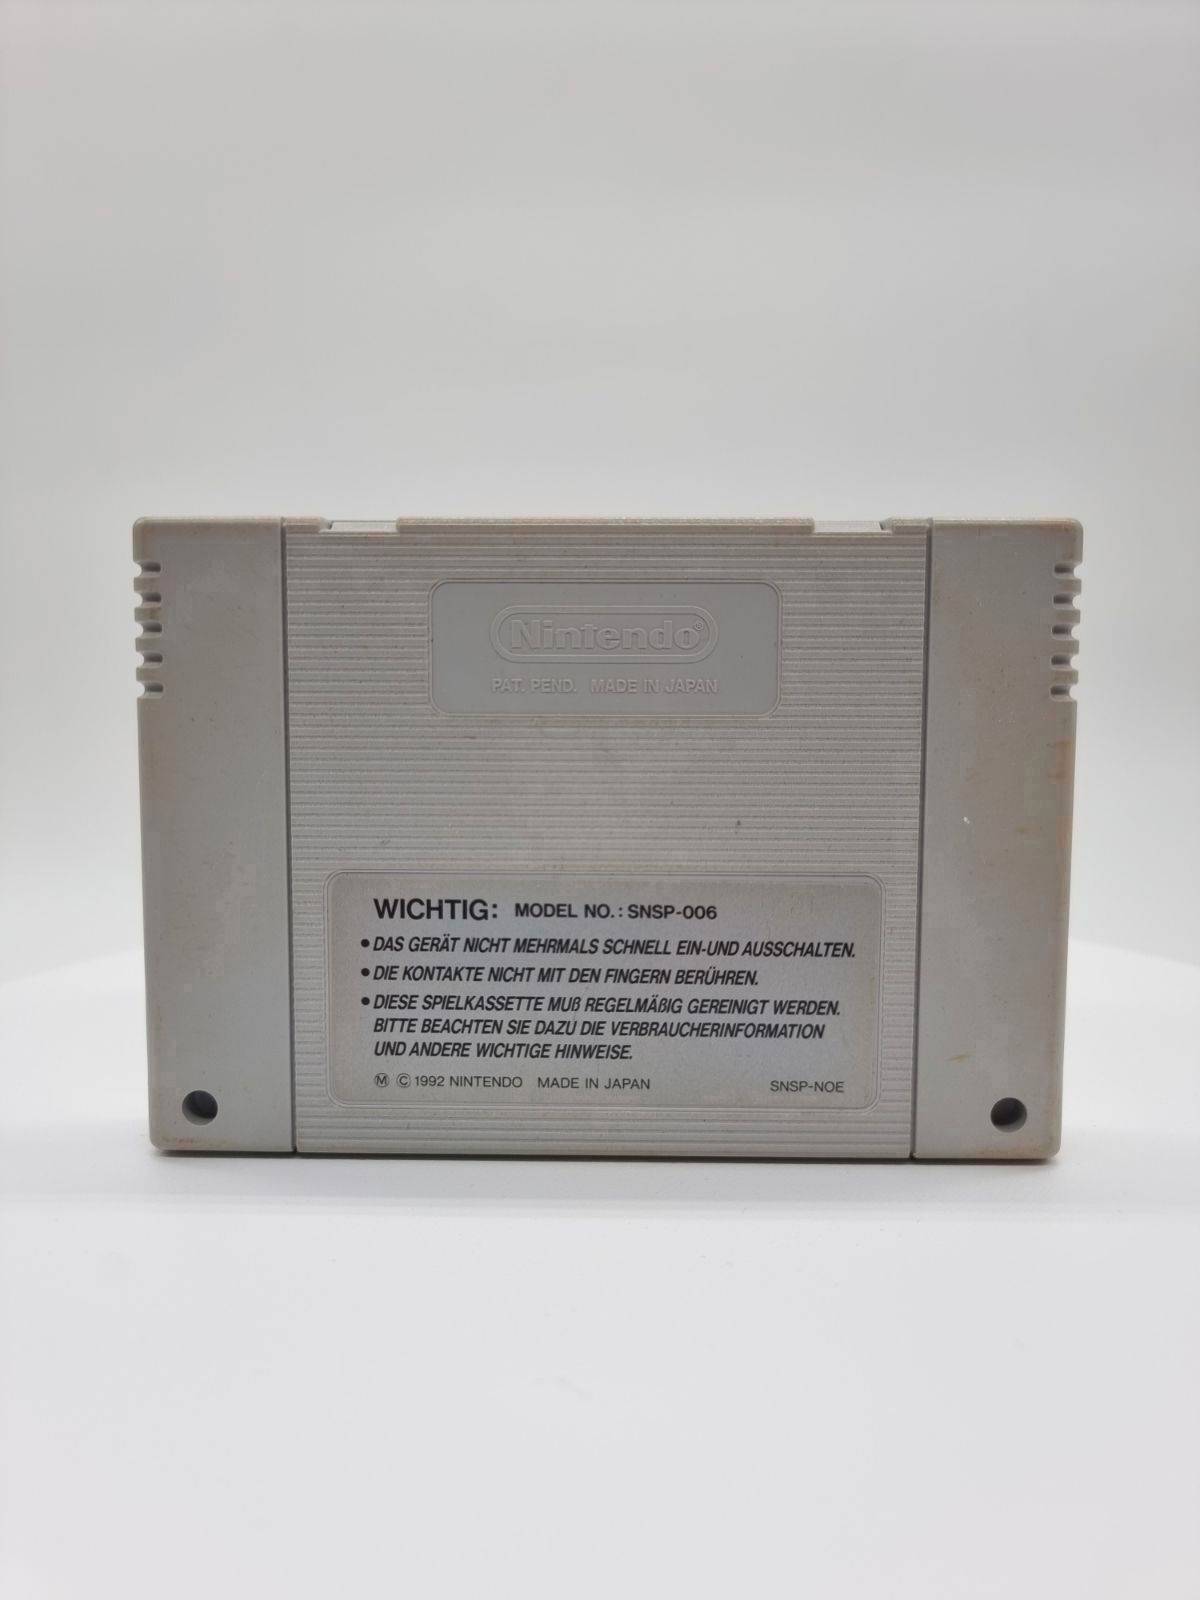 Nintendo®
PAT. PEND. MADE IN JAPAN
WICHTIG: MODEL NO.: SNSP-006
• DAS GERÄT NICHT MEHRMALS SCHNELL EIN-UND AUSSCHALTEN.
• DIE KONTAKTE NICHT MIT DEN FINGERN BERÜHREN.
• DIESE SPIELKASSETTE MUß REGELMÄßIG GEREINIGT WERDEN.
BITTE BEACHTEN SIE DAZU DIE VERBRAUCHERINFORMATION
UND ANDERE WICHTIGE HINWEISE.
Ⓜ © 1992 NINTENDO MADE IN JAPAN SNSP-NOE